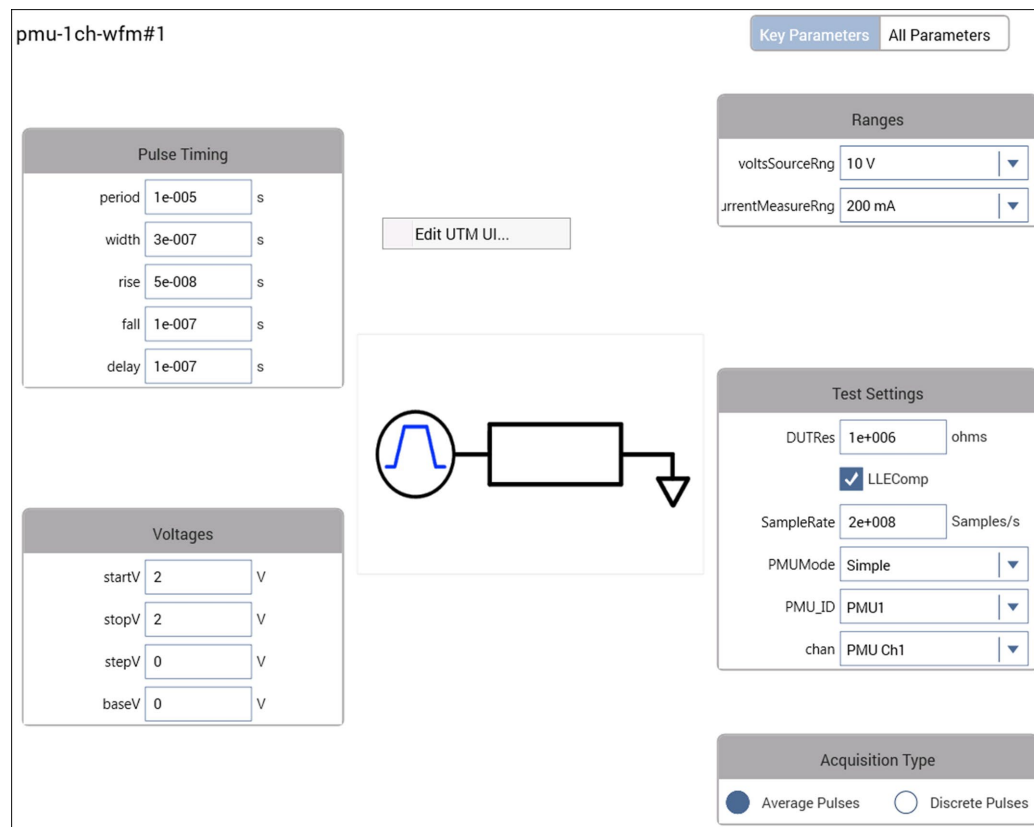 pmu-1ch-wfm#1
Key Parameters All Parameters
Pulse Timing
period 1e-005 s
width 3e-007 s
rise 5e-008 s
fall 1e-007 s
delay 1e-007 s
Edit UTM UI...
Voltages
startV 2 V
stopV 2 V
stepV 0 V
baseV 0 V
Ranges
voltsSourceRng 10 V
urrentMeasureRng 200 mA
Test Settings
DUTRes 1e+006 ohms
LLEComp
SampleRate 2e+008 Samples/s
PMUMode Simple
PMU_ID PMU1
chan PMU Ch1
Acquisition Type
Average Pulses Discrete Pulses